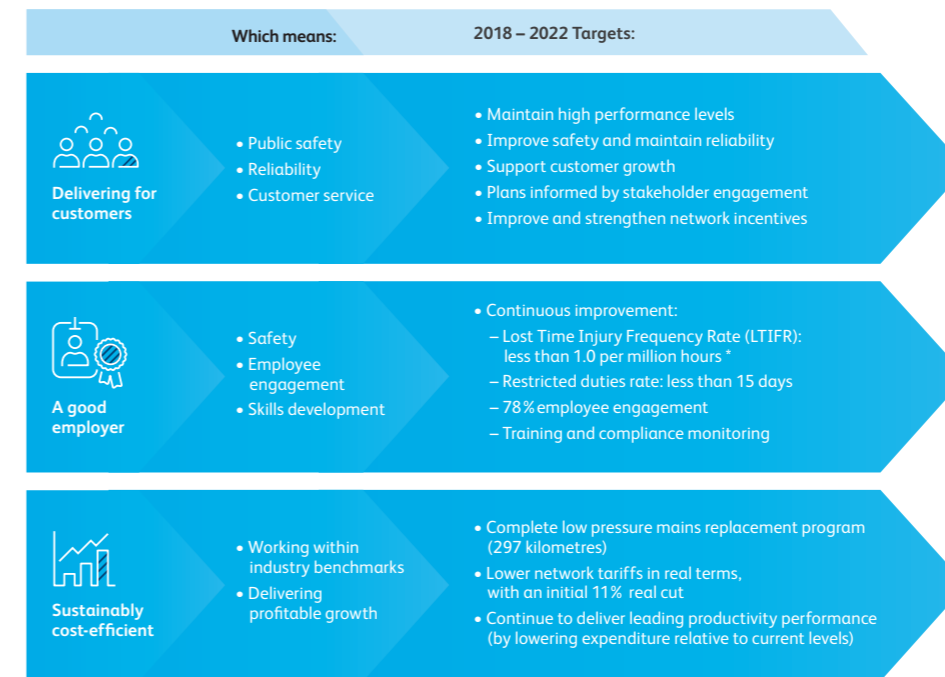 Which means:
2018 – 2022 Targets:
Delivering for
customers
• Public safety
• Reliability
• Customer service
• Maintain high performance levels
• Improve safety and maintain reliability
• Support customer growth
• Plans informed by stakeholder engagement
• Improve and strengthen network incentives
A good
employer
• Safety
• Employee
engagement
• Skills development
• Continuous improvement:
– Lost Time Injury Frequency Rate (LTIFR):
less than 1.0 per million hours *
– Restricted duties rate: less than 15 days
– 78% employee engagement
– Training and compliance monitoring
Sustainably
cost-efficient
• Working within
industry benchmarks
• Delivering
profitable growth
• Complete low pressure mains replacement program
(297 kilometres)
• Lower network tariffs in real terms,
with an initial 11% real cut
• Continue to deliver leading productivity performance
(by lowering expenditure relative to current levels)